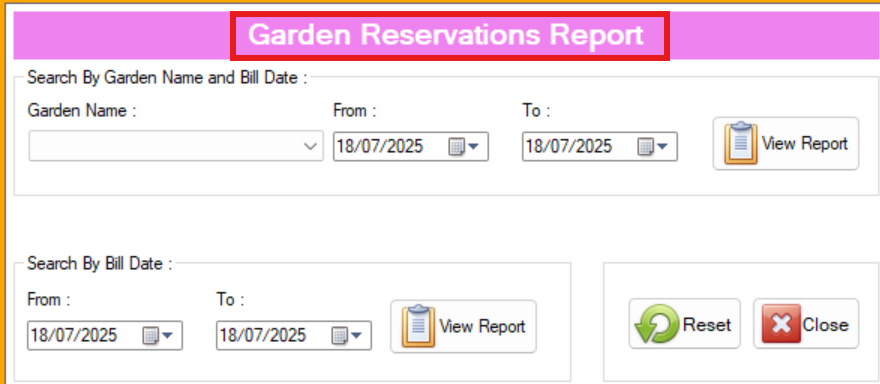 Garden Reservations Report
Search By Garden Name and Bill Date :
Garden Name :
From :
To :
18/07/2025
18/07/2025
View Report
Search By Bill Date :
From :
To :
18/07/2025
18/07/2025
View Report
Reset
Close